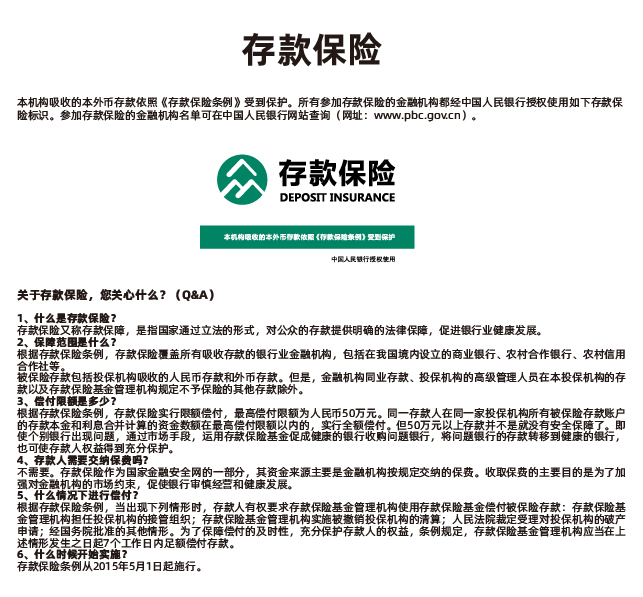 存款保险
本机构吸收的本外币存款依照《存款保险条例》受到保护。所有参加存款保险的金融机构都经中国人民银行授权使用如下存款保
险标识。参加存款保险的金融机构名单可在中国人民银行网站查询（网址：www.pbc.gov.cn）。
存款保险
DEPOSIT INSURANCE
本机构吸收的本外币存款依照《存款保险条例》受到保护
中国人民银行授权使用
关于存款保险，您关心什么？（Q&A）
1、什么是存款保险？
存款保险又称存款保障，是指国家通过立法的形式，对公众的存款提供明确的法律保障，促进银行业健康发展。
2、保障范围是什么？
根据存款保险条例，存款保险覆盖所有吸收存款的银行业金融机构，包括在我国境内设立的商业银行、农村合作银行、农村信用
合作社等。
被保险存款包括投保机构吸收的人民币存款和外币存款。但是，金融机构同业存款、投保机构的高级管理人员在本投保机构的存
款以及存款保险基金管理机构规定不予保险的其他存款除外。
3、偿付限额是多少？
根据存款保险条例，存款保险实行限额偿付，最高偿付限额为人民币50万元。同一存款人在同一家投保机构所有被保险存款账户
的存款本金和利息合并计算的资金数额在最高偿付限额以内的，实行全额偿付。但50万元以上存款并不是就没有安全保障了。即
使个别银行出现问题，通过市场手段，运用存款保险基金促成健康的银行收购问题银行，将问题银行的存款转移到健康的银行，
也可使存款人权益得到充分保护。
4、存款人需要交纳保费吗？
不需要。存款保险作为国家金融安全网的一部分，其资金来源主要是金融机构按规定交纳的保费。收取保费的主要目的是为了加
强对金融机构的市场约束，促使银行审慎经营和健康发展。
5、什么情况下进行偿付？
根据存款保险条例，当出现下列情形时，存款人有权要求存款保险基金管理机构使用存款保险基金偿付被保险存款：存款保险基
金管理机构担任投保机构的接管组织；存款保险基金管理机构实施被撤销投保机构的清算；人民法院裁定受理对投保机构的破产
申请；经国务院批准的其他情形。为了保障偿付的及时性，充分保护存款人的权益，条例规定，存款保险基金管理机构应当在上
述情形发生之日起7个工作日内足额偿付存款。
6、什么时候开始实施？
存款保险条例从2015年5月1日起施行。